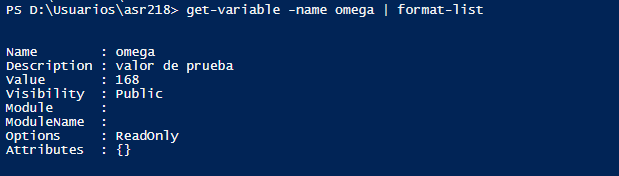 PS D:\Usuarios\asr218> get-variable -name omega | format-list
Name        : omega
Description : valor de prueba
Value       : 168
Visibility  : Public
Module      :
ModuleName  :
Options     : ReadOnly
Attributes  : {}